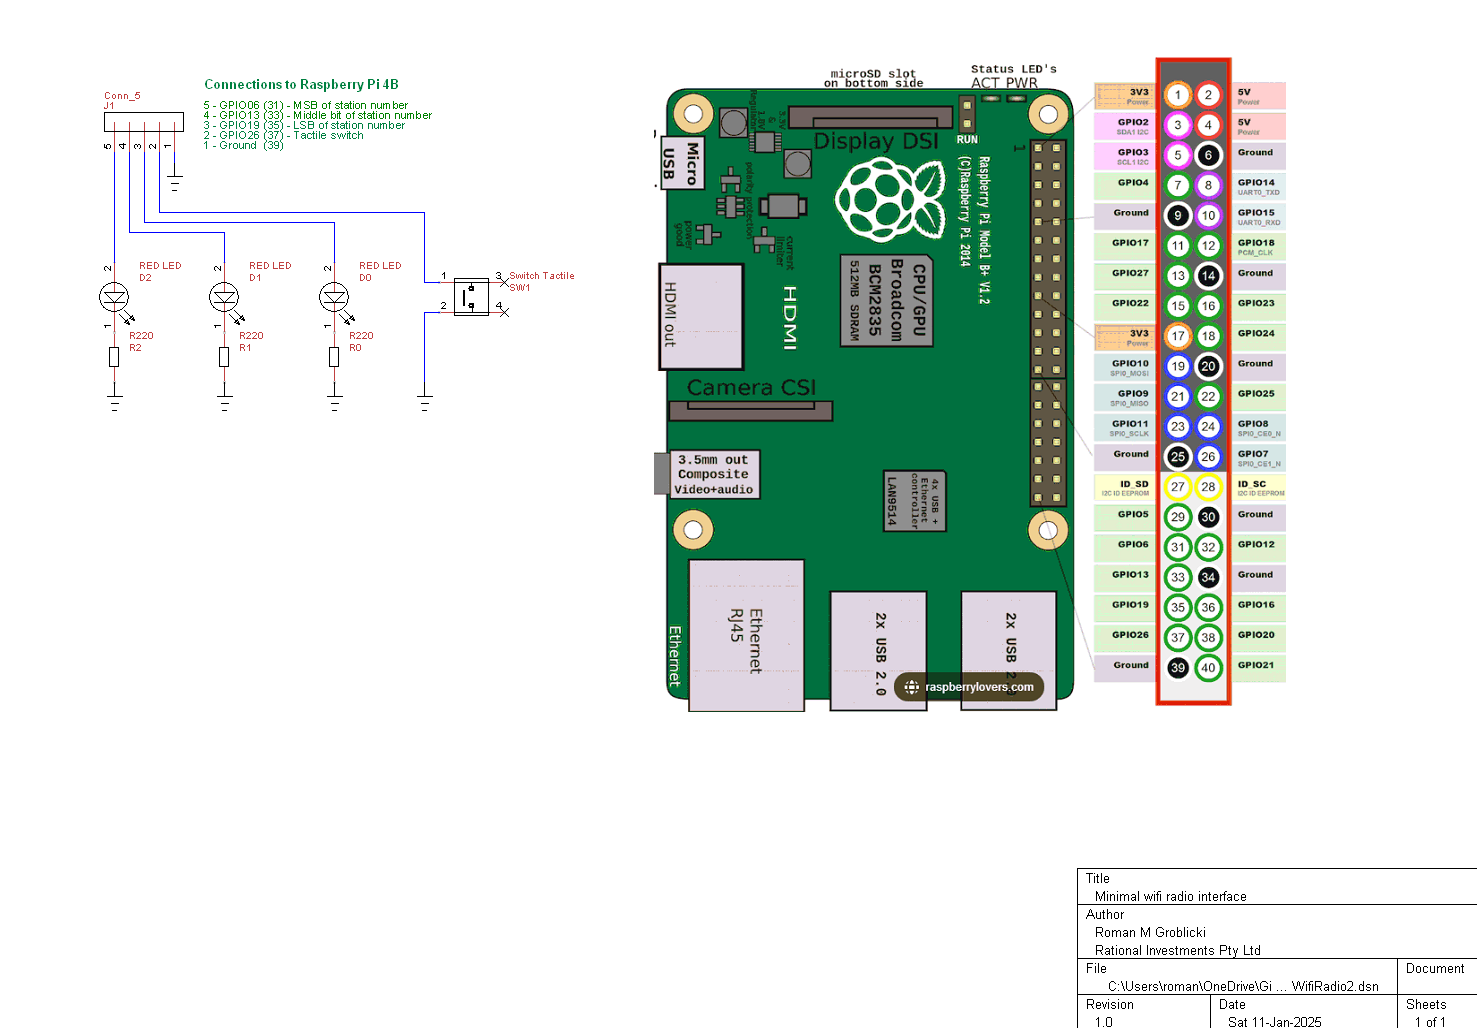 Connections to Raspberry Pi 4B
Conn_5
J1
5 - GPIO06 (31) - MSB of station number
4 - GPIO13 (33) - Middle bit of station number
3 - GPIO19 (35) - LSB of station number
2 - GPIO26 (37) - Tactile switch
1 - Ground (39)
5 4 3 2 1
2 RED LED
D2
2 RED LED
D1
2 RED LED
D0
1 3 Switch Tactile
SW1
2 4
1 R220
R2
1 R220
R1
1 R220
R0
microSD slot
on bottom side
Status LED's
ACT PWR
RUN
1
Display DSI
Micro
USB
Regulators
polarity protection
power
good
current
limiter
Raspberry Pi Model B+ V1.2
(C)Raspberry Pi 2014
HDMI out
HDMI
CPU/GPU
Broadcom
BCM2835
512MB SDRAM
Camera CSI
3.5mm out
Composite
Video+audio
4x USB +
Ethernet
controller
LAN9514
Ethernet
Ethernet
RJ45
2x USB 2.0
2x USB 2.0
raspberrylovers.com
3V3 Power 1 2 5V Power
GPIO2 SDA1 I2C 3 4 5V Power
GPIO3 SCL1 I2C 5 6 Ground
GPIO4 7 8 GPIO14 UART0_TXD
Ground 9 10 GPIO15 UART0_RXD
GPIO17 11 12 GPIO18 PCM_CLK
GPIO27 13 14 Ground
GPIO22 15 16 GPIO23
3V3 Power 17 18 GPIO24
GPIO10 SPI0_MOSI 19 20 Ground
GPIO9 SPI0_MISO 21 22 GPIO25
GPIO11 SPI0_SCLK 23 24 GPIO8 SPI0_CE0_N
Ground 25 26 GPIO7 SPI0_CE1_N
ID_SD I2C ID EEPROM 27 28 ID_SC I2C ID EEPROM
GPIO5 29 30 Ground
GPIO6 31 32 GPIO12
GPIO13 33 34 Ground
GPIO19 35 36 GPIO16
GPIO26 37 38 GPIO20
Ground 39 40 GPIO21
Title
Minimal wifi radio interface
Author
Roman M Groblicki
Rational Investments Pty Ltd
File
C:\Users\roman\OneDrive\Gi ... WifiRadio2.dsn
Document
Revision
1.0
Date
Sat 11-Jan-2025
Sheets
1 of 1